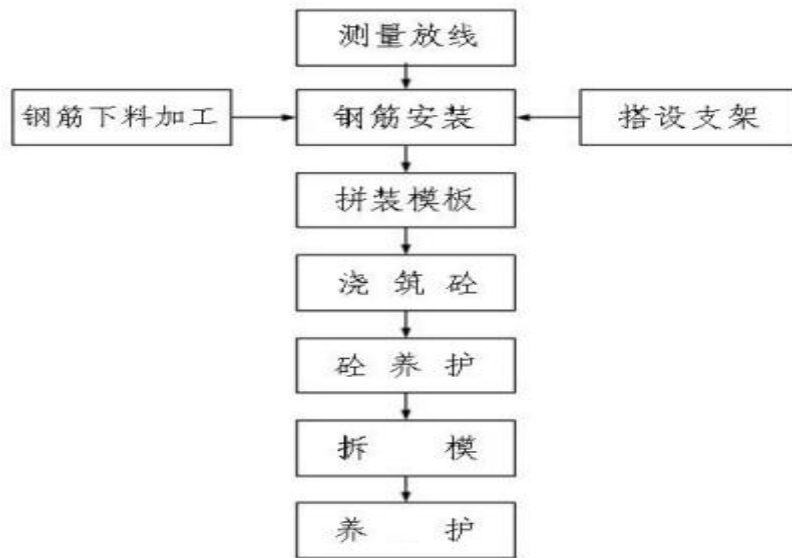 测量放线
钢筋下料加工
钢筋安装
搭设支架
拼装模板
浇筑砼
砼养护
拆模
养护